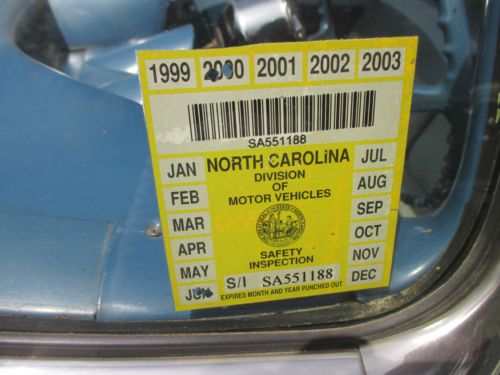 1999 2000 2001 2002 2003
SA551188
JAN NORTH CAROLINA JUL
DIVISION
FEB OF AUG
MOTOR VEHICLES
MAR SEP
APR OCT
SAFETY
MAY INSPECTION NOV
JUN S/I SA551188 DEC
EXPIRES MONTH AND YEAR PUNCHED OUT